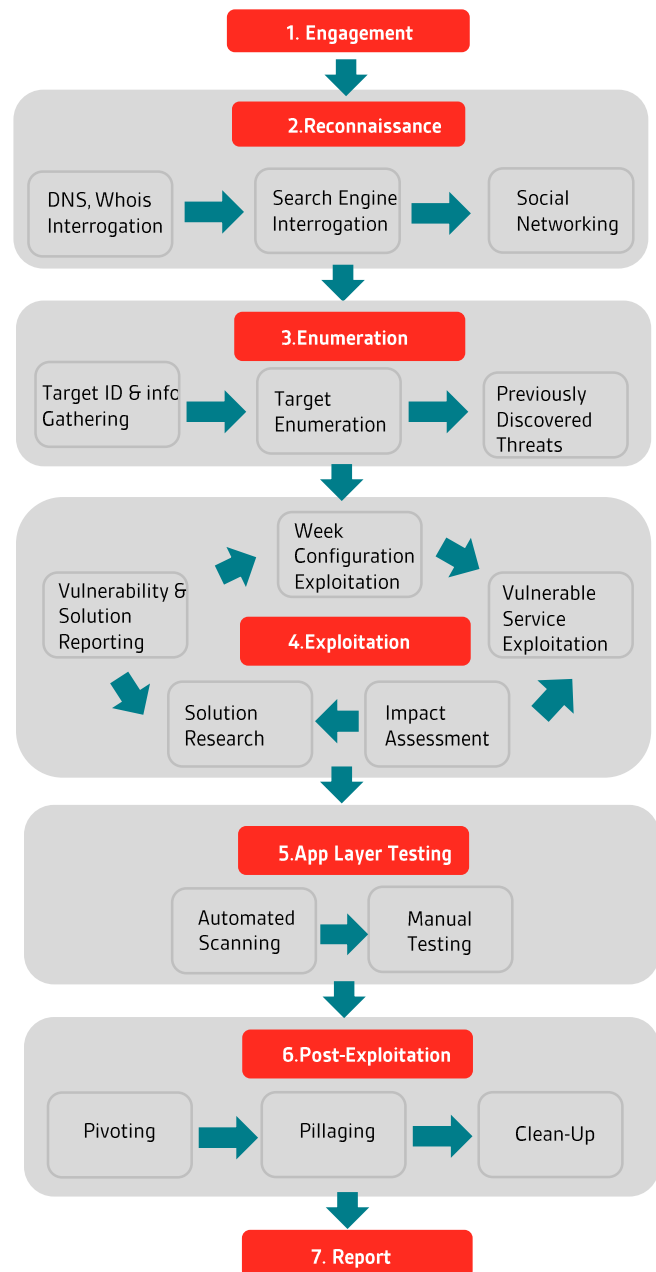 1. Engagement
2.Reconnaissance
DNS, Whois
Interrogation
Search Engine
Interrogation
Social
Networking
3.Enumeration
Target ID & info
Gathering
Target
Enumeration
Previously
Discovered
Threats
Week
Configuration
Exploitation
Vulnerability &
Solution
Reporting
Vulnerable
Service
Exploitation
4.Exploitation
Solution
Research
Impact
Assessment
5.App Layer Testing
Automated
Scanning
Manual
Testing
6.Post-Exploitation
Pivoting
Pillaging
Clean-Up
7. Report